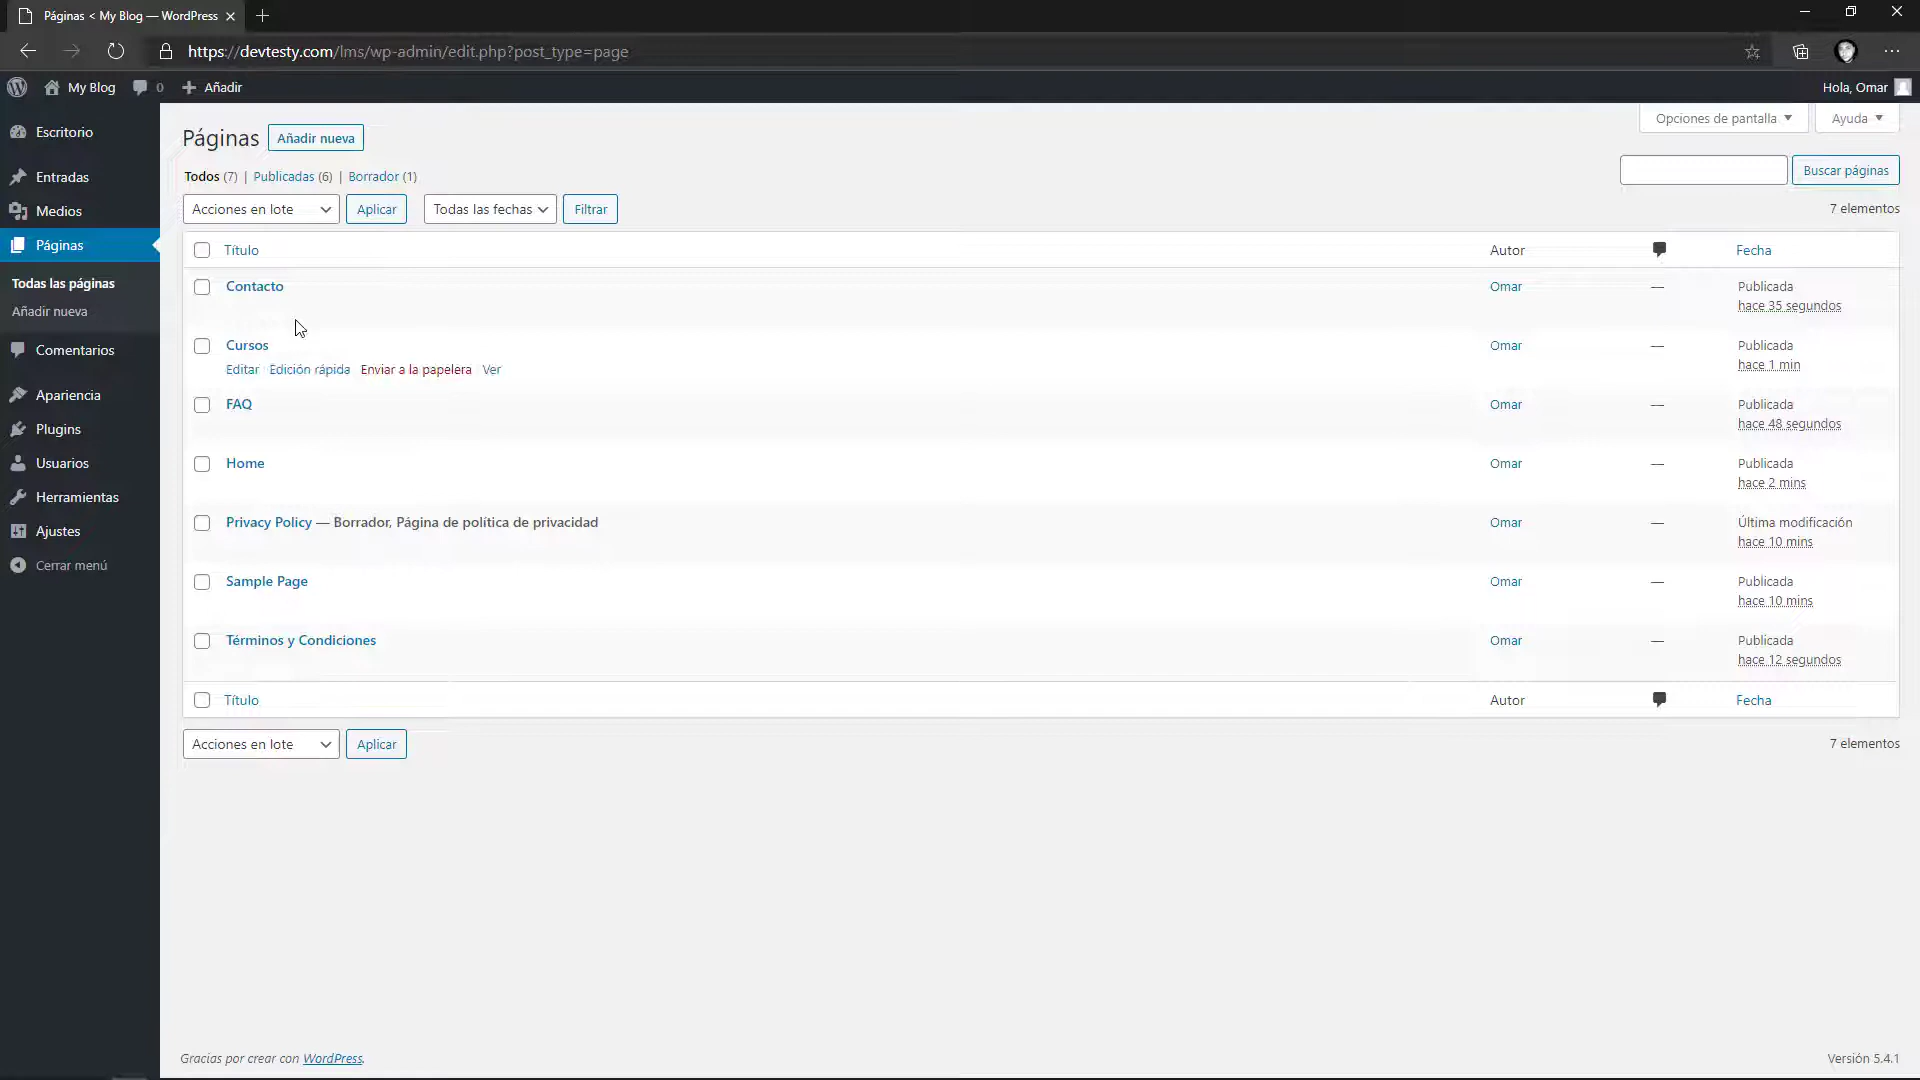 Páginas < My Blog — WordPress
https://devtesty.com/lms/wp-admin/edit.php?post_type=page
My Blog 0 Añadir Hola, Omar
Escritorio
Entradas
Medios
Páginas
Todas las páginas
Añadir nueva
Comentarios
Apariencia
Plugins
Usuarios
Herramientas
Ajustes
Cerrar menú
Opciones de pantalla Ayuda
Páginas Añadir nueva
Todos (7) | Publicadas (6) | Borrador (1)
Buscar páginas
Acciones en lote Aplicar Todas las fechas Filtrar 7 elementos
Título Autor Fecha
Contacto Omar — Publicada
hace 35 segundos
Cursos Omar — Publicada
hace 1 min
Editar Edición rápida Enviar a la papelera Ver
FAQ Omar — Publicada
hace 48 segundos
Home Omar — Publicada
hace 2 mins
Privacy Policy — Borrador, Página de política de privacidad Omar — Última modificación
hace 10 mins
Sample Page Omar — Publicada
hace 10 mins
Términos y Condiciones Omar — Publicada
hace 12 segundos
Título Autor Fecha
Acciones en lote Aplicar 7 elementos
Gracias por crear con WordPress. Versión 5.4.1